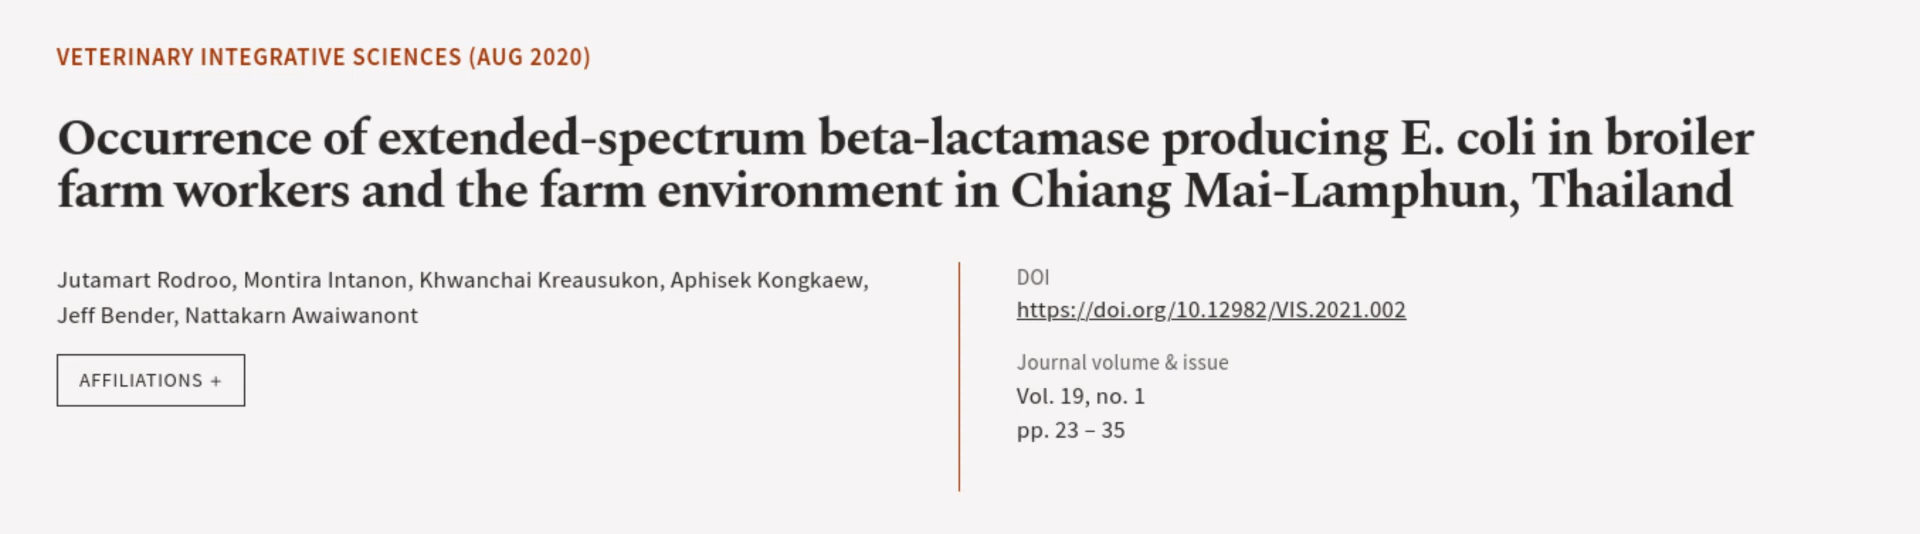 VETERINARY INTEGRATIVE SCIENCES (AUG 2020)
Occurrence of extended-spectrum beta-lactamase producing E. coli in broiler
farm workers and the farm environment in Chiang Mai-Lamphun, Thailand
Jutamart Rodroo, Montira Intanon, Khwanchai Kreausukon, Aphisek Kongkaew,
Jeff Bender, Nattakarn Awaiwanont
AFFILIATIONS +
DOI
https://doi.org/10.12982/VIS.2021.002
Journal volume & issue
Vol. 19, no. 1
pp. 23 – 35